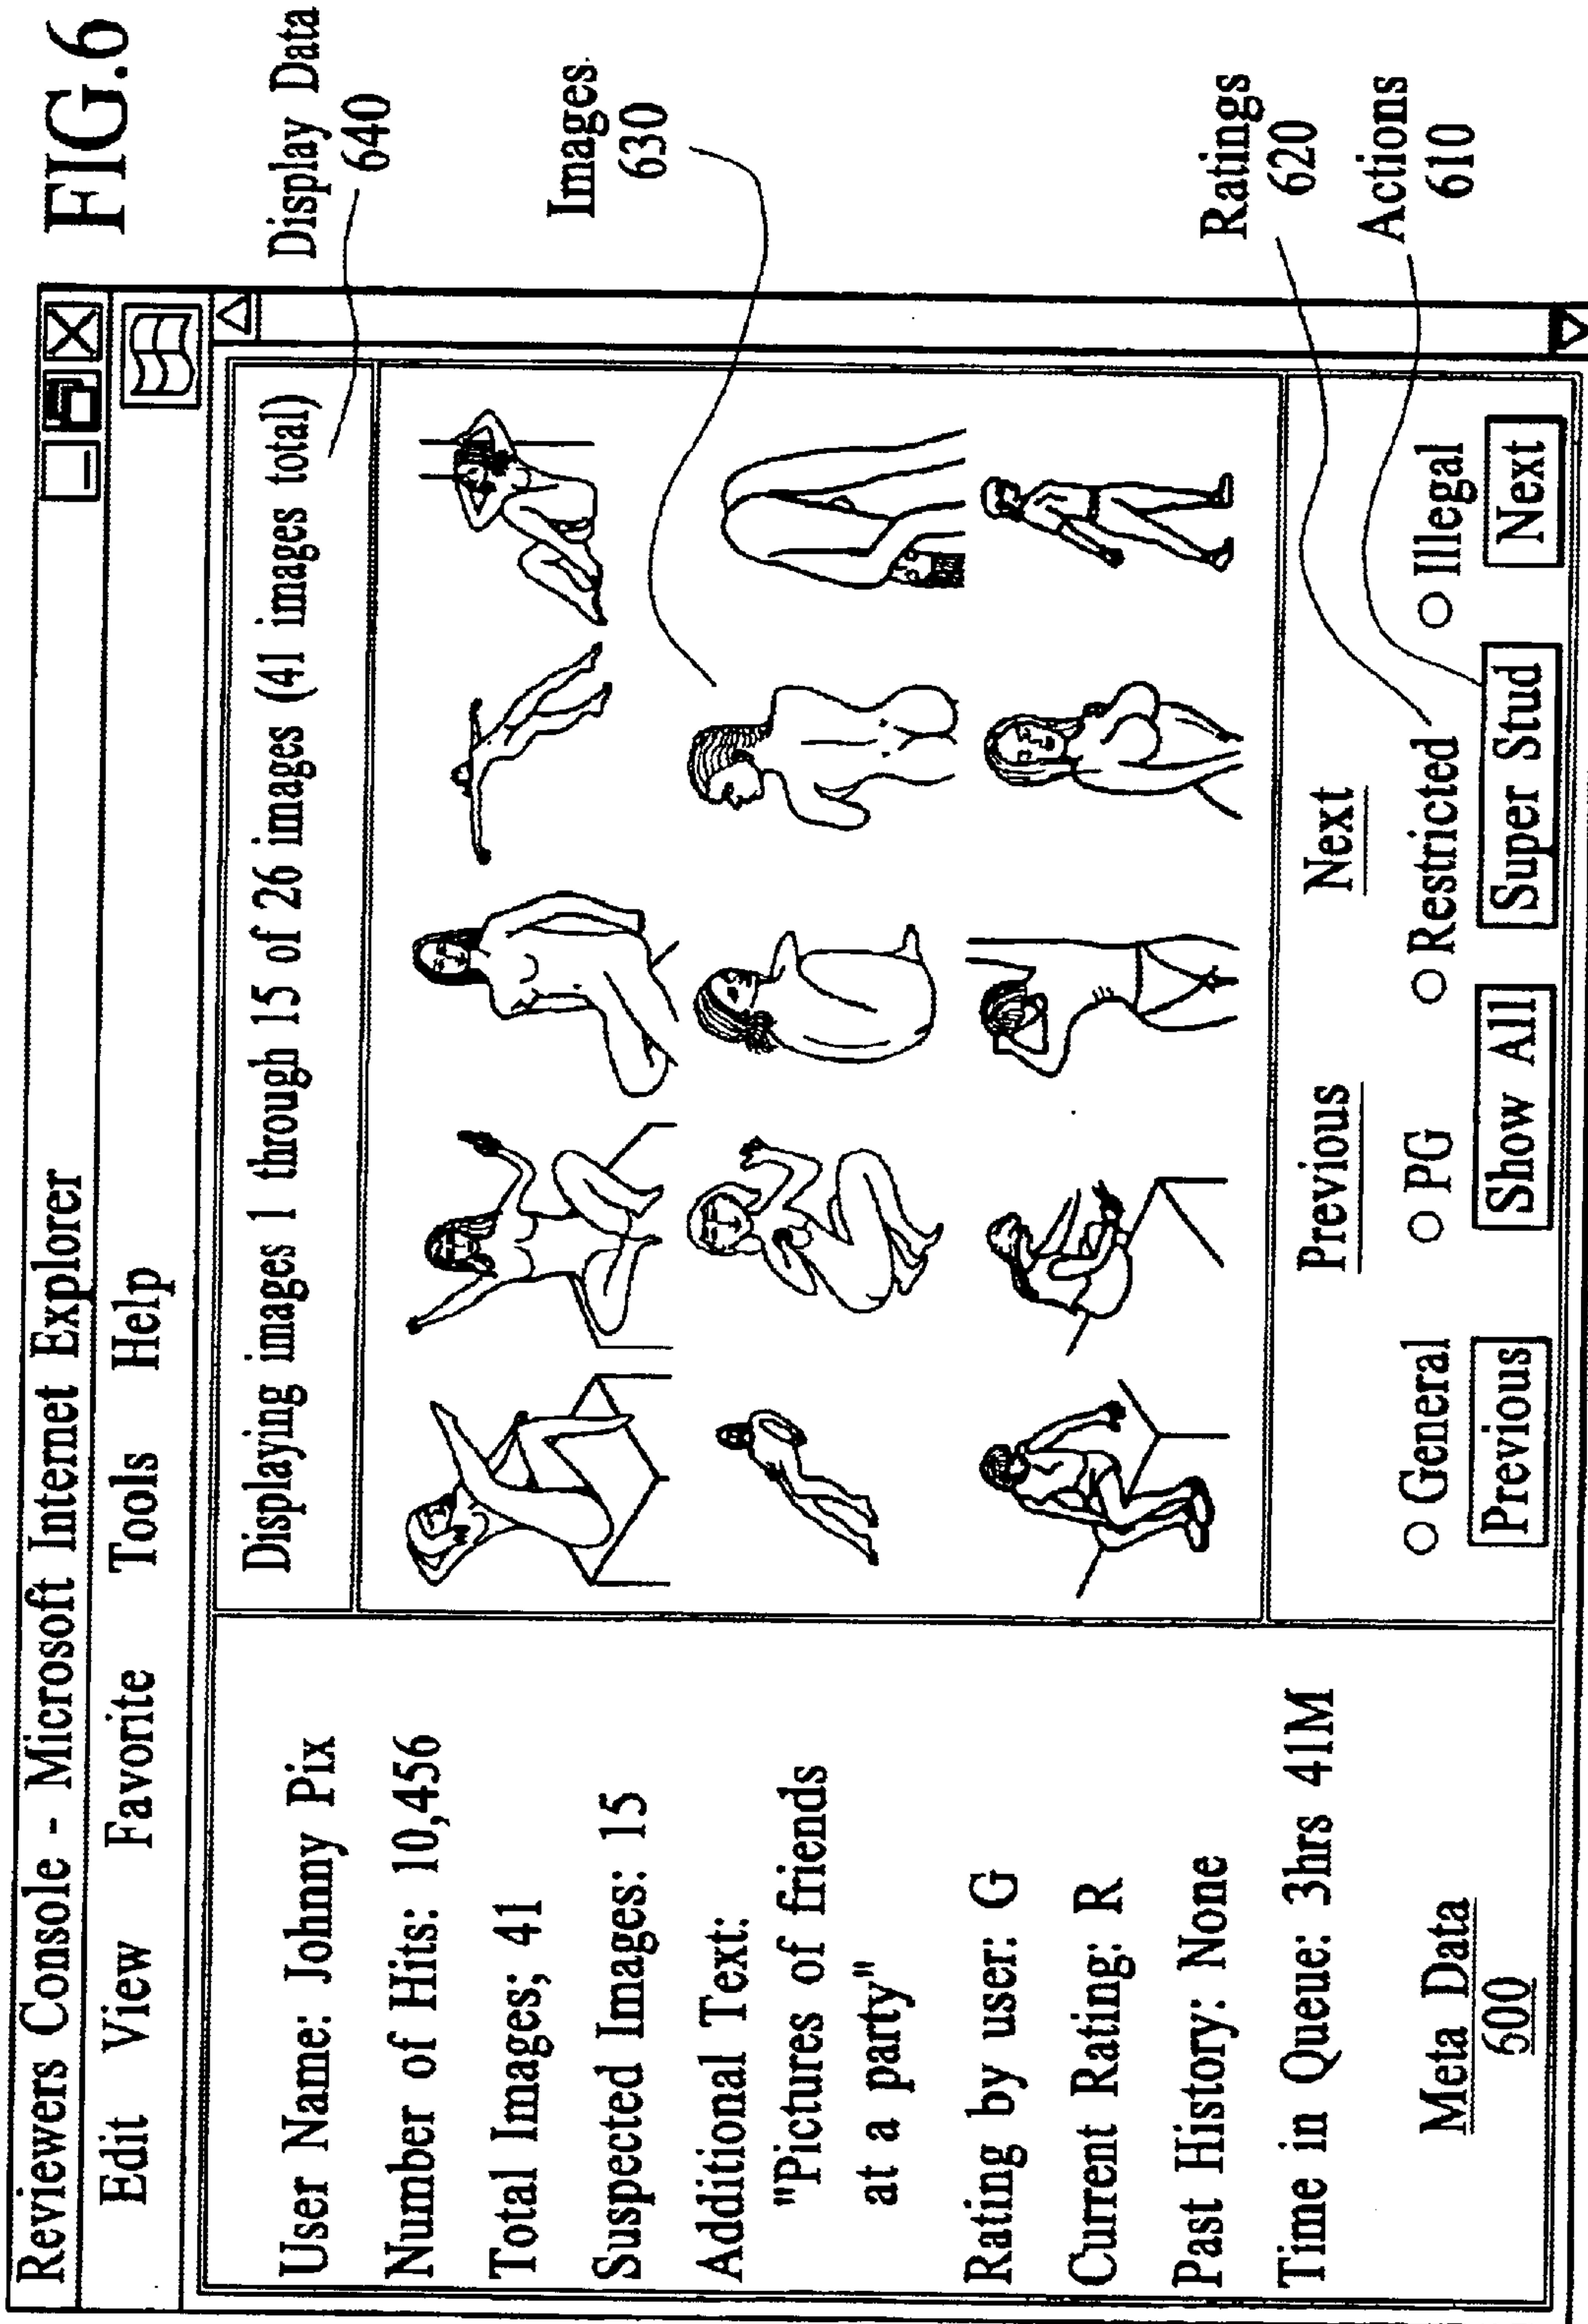 FIG.6
Reviewers Console - Microsoft Internet Explorer
Edit View Favorite Tools Help
User Name: Johnny Pix
Number of Hits: 10,456
Total Images; 41
Suspected Images: 15
Additional Text:
"Pictures of friends
at a party"
Rating by user: G
Current Rating: R
Past History: None
Time in Queue: 3hrs 41M
Meta Data
600
Displaying images 1 through 15 of 26 images (41 images total)
Previous Next
General PG Restricted Illegal
Previous Show All Super Stud Next
Display Data
640
Images
630
Ratings
620
Actions
610